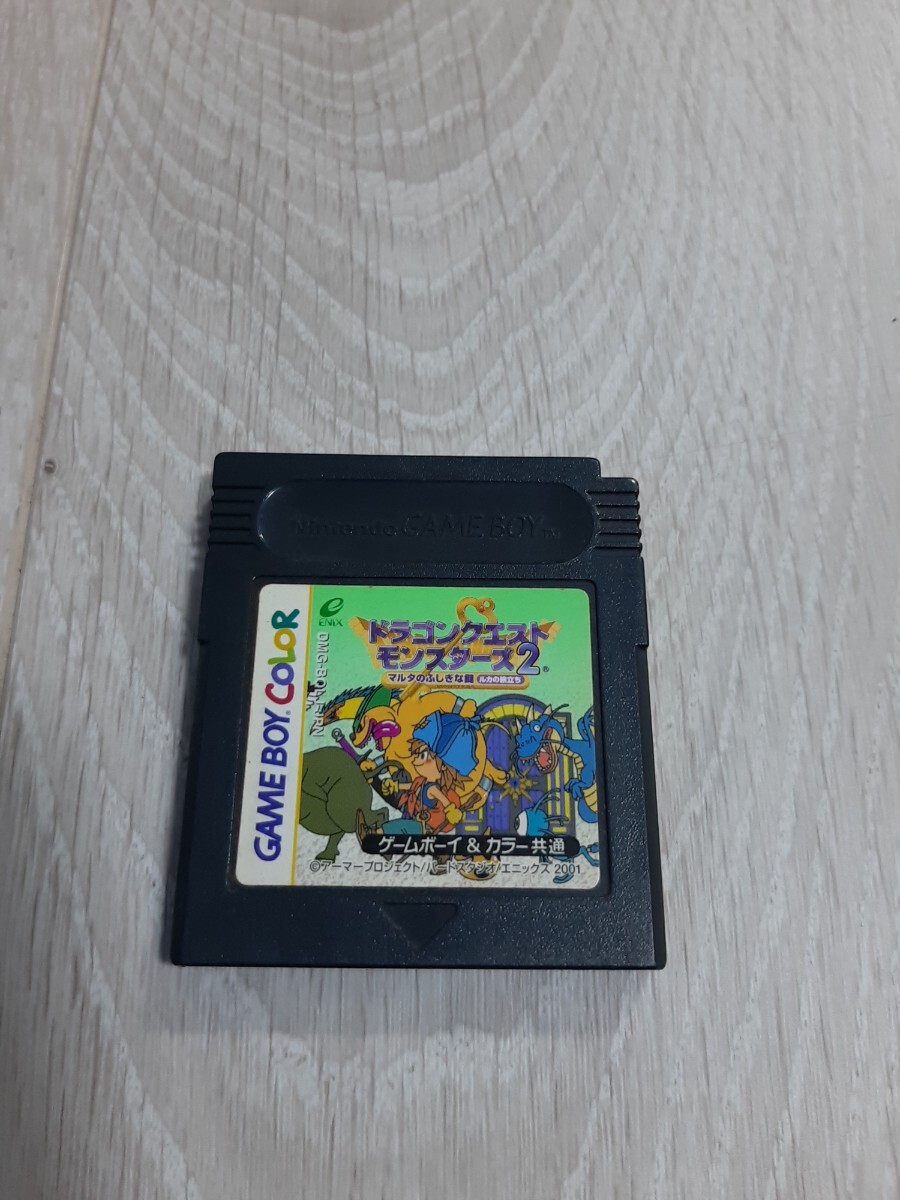 Nintendo GAME BOY TM
GAME BOY COLOR
ENIX
ドラゴンクエスト
モンスターズ2
®
マルタのふしぎな鍵 ルカの旅立ち
ゲームボーイ & カラー共通
©アーマープロジェクト/バードスタジオ/エニックス 2001